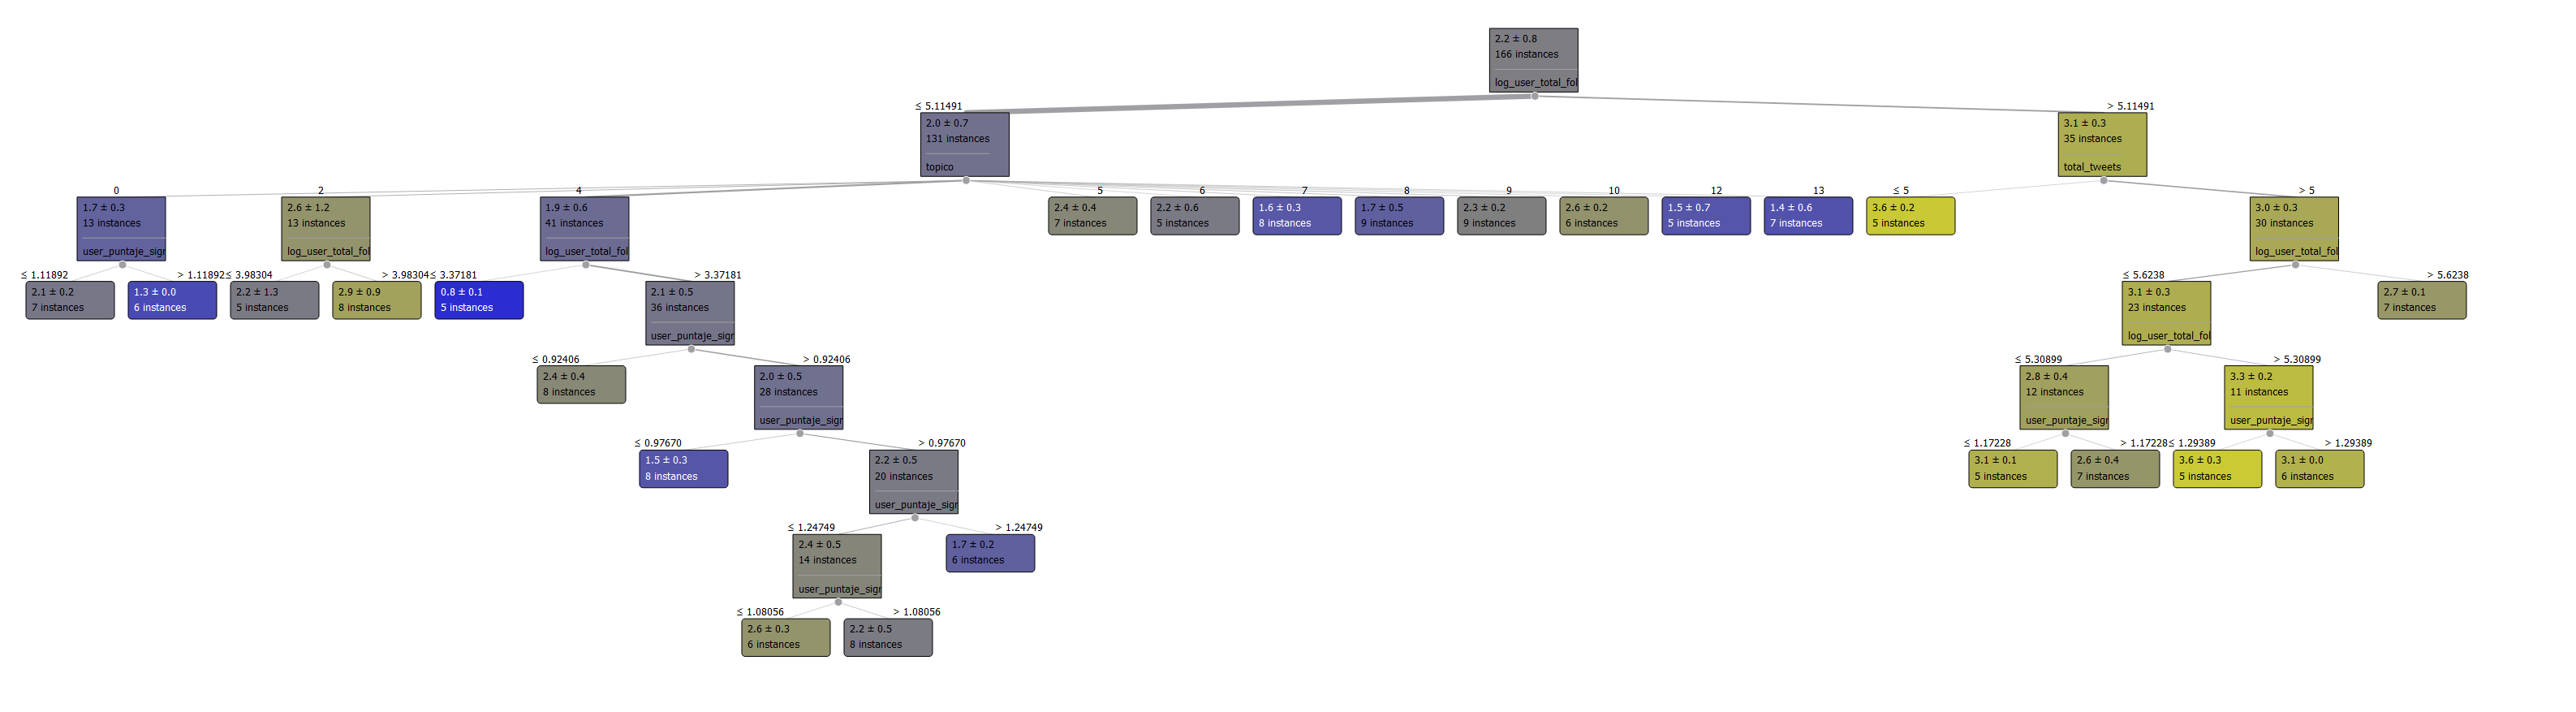 2.2 ± 0.8
166 instances
log_user_total_fol
≤ 5.11491
> 5.11491
2.0 ± 0.7
131 instances
topico
3.1 ± 0.3
35 instances
total_tweets
0
2
4
5
6
7
8
9
10
12
13
≤ 5
> 5
1.7 ± 0.3
13 instances
user_puntaje_sigr
2.6 ± 1.2
13 instances
log_user_total_fol
1.9 ± 0.6
41 instances
log_user_total_fol
2.4 ± 0.4
7 instances
2.2 ± 0.6
5 instances
1.6 ± 0.3
8 instances
1.7 ± 0.5
9 instances
2.3 ± 0.2
9 instances
2.6 ± 0.2
6 instances
1.5 ± 0.7
5 instances
1.4 ± 0.6
7 instances
3.6 ± 0.2
5 instances
3.0 ± 0.3
30 instances
log_user_total_fol
≤ 1.11892
> 1.11892
≤ 3.98304
> 3.98304
≤ 3.37181
> 3.37181
≤ 5.6238
> 5.6238
2.1 ± 0.2
7 instances
1.3 ± 0.0
6 instances
2.2 ± 1.3
5 instances
2.9 ± 0.9
8 instances
0.8 ± 0.1
5 instances
2.1 ± 0.5
36 instances
user_puntaje_sigr
3.1 ± 0.3
23 instances
log_user_total_fol
2.7 ± 0.1
7 instances
≤ 0.92406
> 0.92406
≤ 5.30899
> 5.30899
2.4 ± 0.4
8 instances
2.0 ± 0.5
28 instances
user_puntaje_sigr
2.8 ± 0.4
12 instances
user_puntaje_sigr
3.3 ± 0.2
11 instances
user_puntaje_sigr
≤ 0.97670
> 0.97670
≤ 1.17228
> 1.17228
≤ 1.29389
> 1.29389
1.5 ± 0.3
8 instances
2.2 ± 0.5
20 instances
user_puntaje_sigr
3.1 ± 0.1
5 instances
2.6 ± 0.4
7 instances
3.6 ± 0.3
5 instances
3.1 ± 0.0
6 instances
≤ 1.24749
> 1.24749
2.4 ± 0.5
14 instances
user_puntaje_sigr
1.7 ± 0.2
6 instances
≤ 1.08056
> 1.08056
2.6 ± 0.3
6 instances
2.2 ± 0.5
8 instances